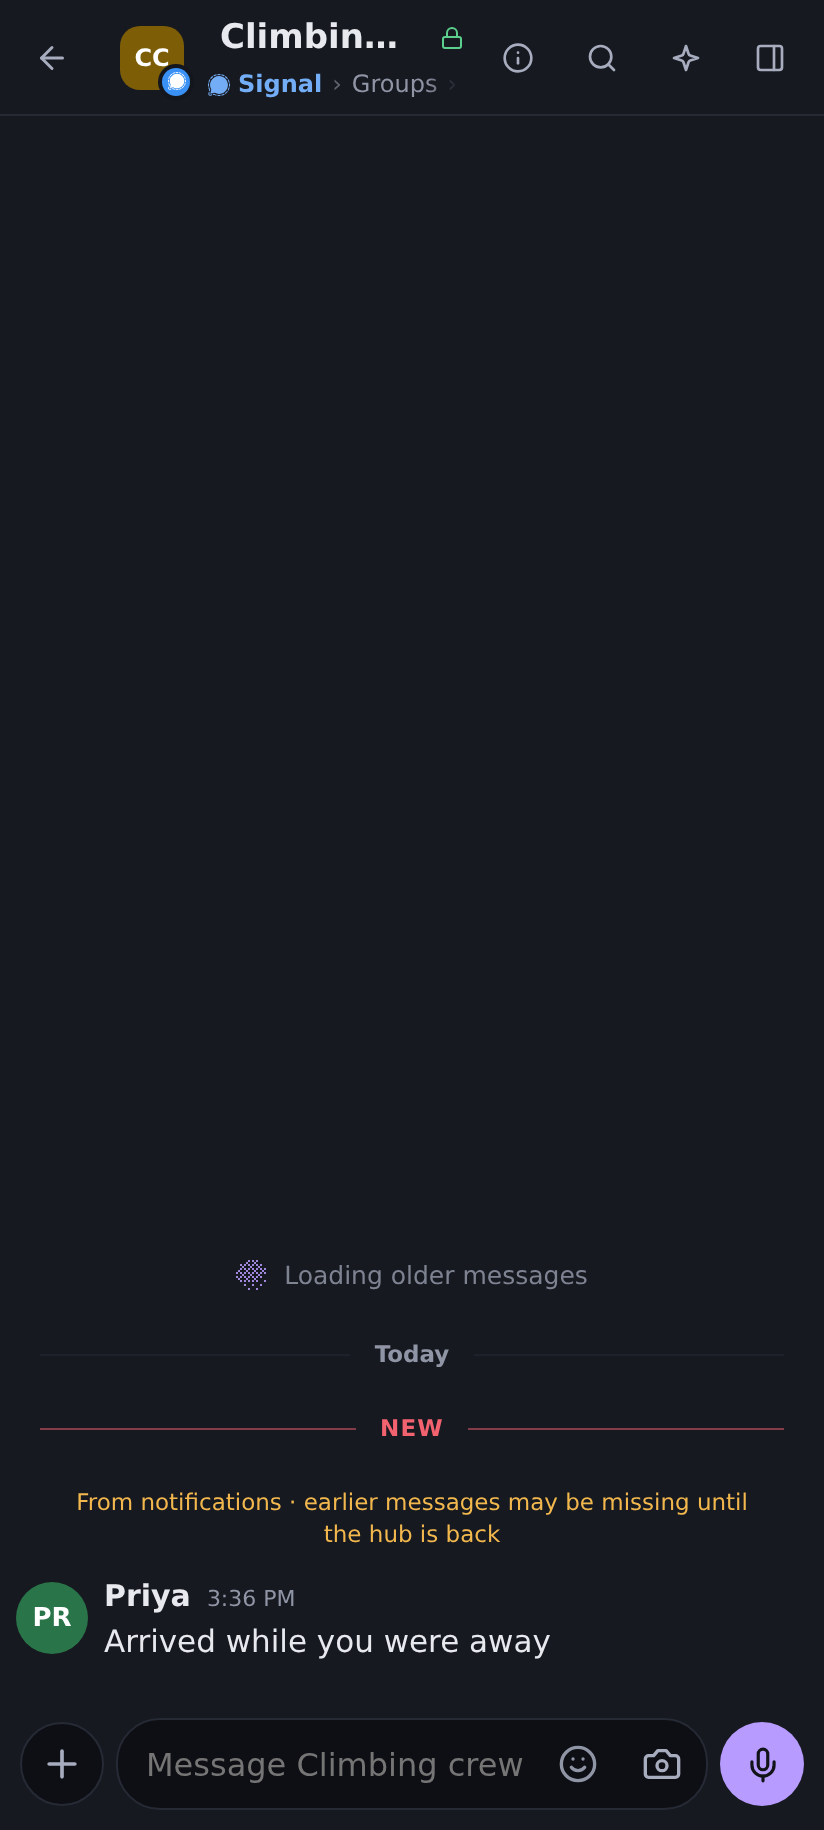 Climbin…
CC
Signal › Groups ›
Loading older messages
Today
NEW
From notifications · earlier messages may be missing until
the hub is back
Priya 3:36 PM
PR
Arrived while you were away
Message Climbing crew